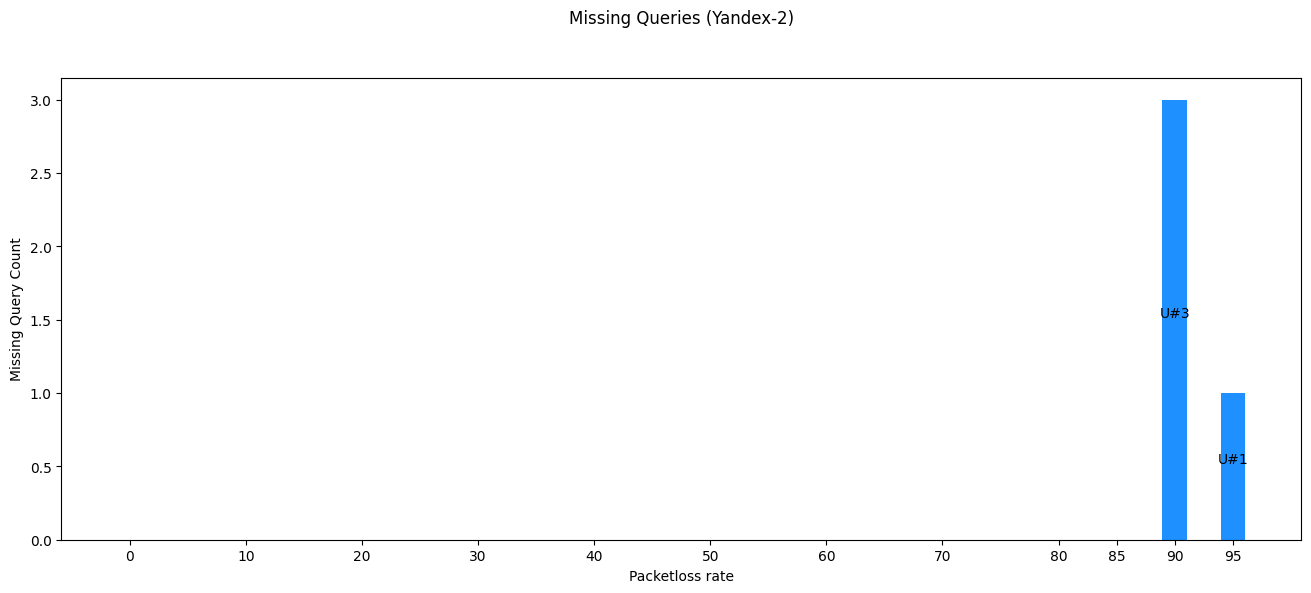 Missing Queries (Yandex-2)
Missing Query Count
3.0
2.5
2.0
1.5
1.0
0.5
0.0
U#3
U#1
0 10 20 30 40 50 60 70 80 85 90 95
Packetloss rate